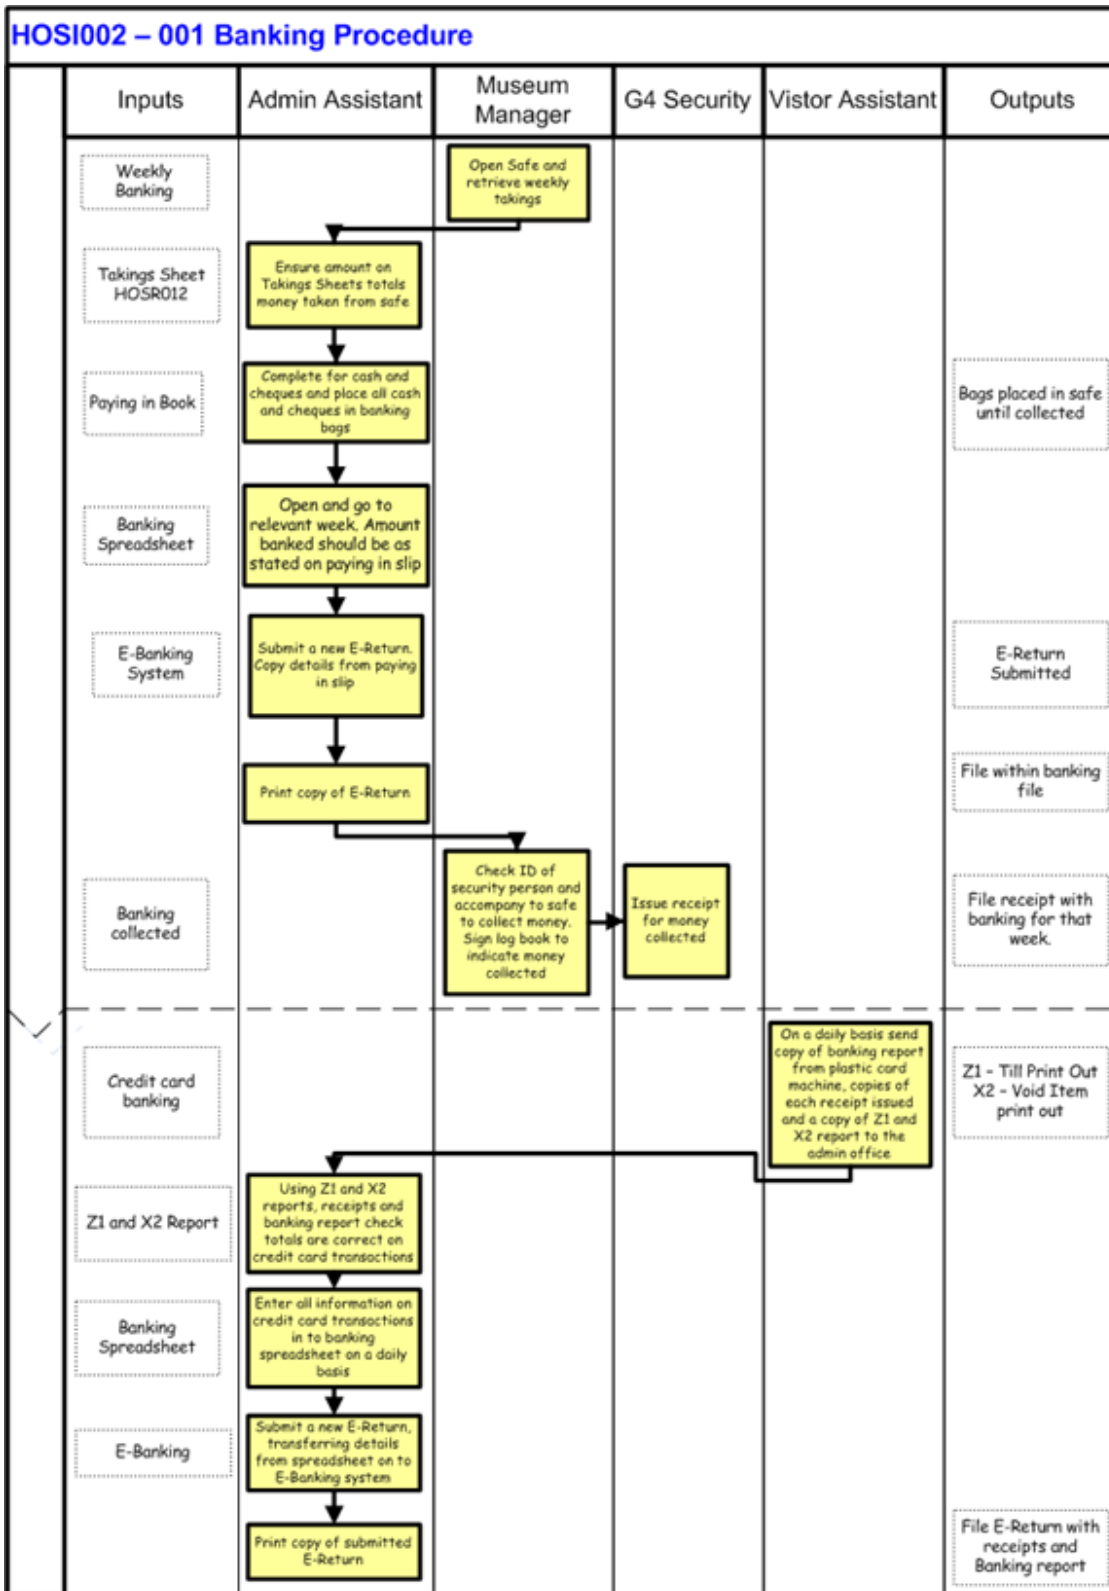 HOSI002 – 001 Banking Procedure
Inputs
Admin Assistant
Museum
Manager
G4 Security
Vistor Assistant
Outputs
Weekly
Banking
Open Safe and
retrieve weekly
takings
Takings Sheet
HOSR012
Ensure amount on
Takings Sheets totals
money taken from safe
Paying in Book
Complete for cash and
cheques and place all cash
and cheques in banking
bags
Bags placed in safe
until collected
Banking
Spreadsheet
Open and go to
relevant week. Amount
banked should be as
stated on paying in slip
E-Banking
System
Submit a new E-Return.
Copy details from paying
in slip
E-Return
Submitted
Print copy of E-Return
File within banking
file
Banking
collected
Check ID of
security person and
accompany to safe
to collect money.
Sign log book to
indicate money
collected
Issue receipt
for money
collected
File receipt with
banking for that
week.
Credit card
banking
On a daily basis send
copy of banking report
from plastic card
machine, copies of
each receipt issued
and a copy of Z1 and
X2 report to the
admin office
Z1 – Till Print Out
X2 – Void Item
print out
Z1 and X2 Report
Using Z1 and X2
reports, receipts and
banking report check
totals are correct on
credit card transactions
Banking
Spreadsheet
Enter all information on
credit card transactions
in to banking
spreadsheet on a daily
basis
E-Banking
Submit a new E-Return,
transferring details
from spreadsheet on to
E-Banking system
Print copy of submitted
E-Return
File E-Return with
receipts and
Banking report